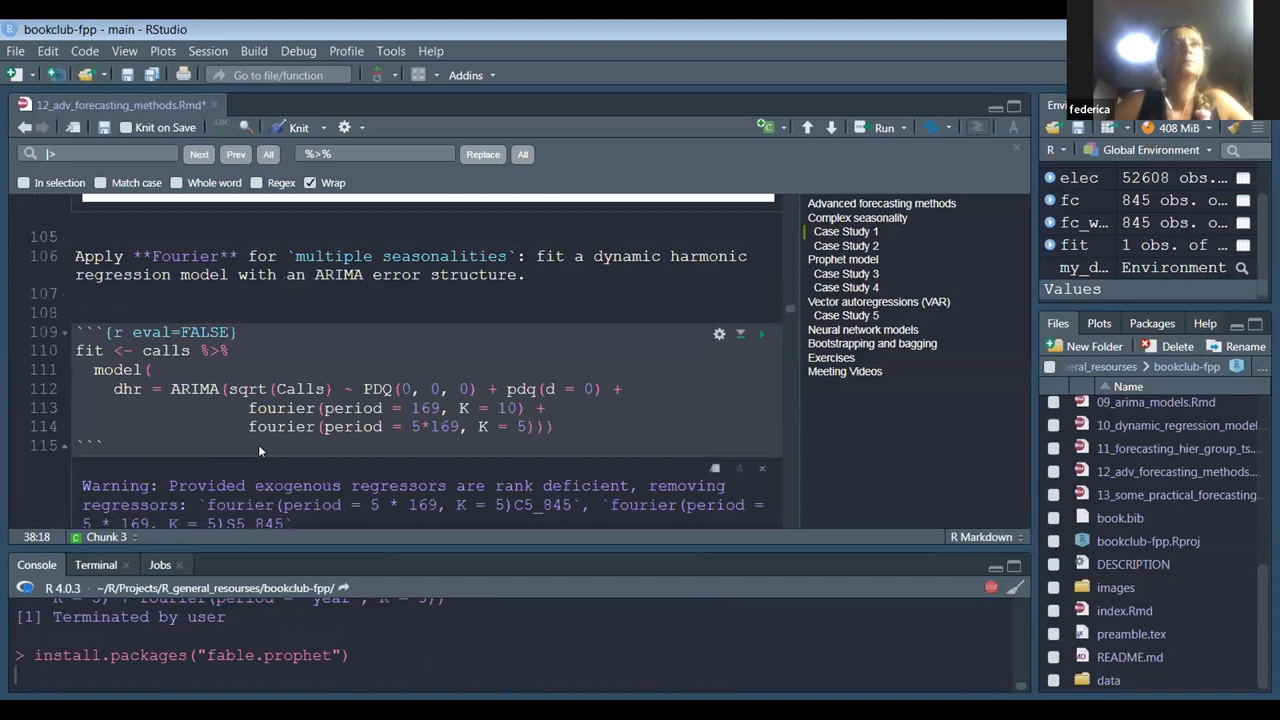 bookclub-fpp - main - RStudio
File Edit Code View Plots Session Build Debug Profile Tools Help
Go to file/function Addins
federica
12_adv_forecasting_methods.Rmd*
Knit on Save ABC Knit Run
|> Next Prev All %>% Replace All
In selection Match case Whole word Regex Wrap
105
106 Apply **Fourier** for `multiple seasonalities`: fit a dynamic harmonic
regression model with an ARIMA error structure.
107
108
109 ```{r eval=FALSE}
110 fit <- calls %>%
111 model(
112 dhr = ARIMA(sqrt(Calls) ~ PDQ(0, 0, 0) + pdq(d = 0) +
113 fourier(period = 169, K = 10) +
114 fourier(period = 5*169, K = 5)))
115 ```
Warning: Provided exogenous regressors are rank deficient, removing
regressors: `fourier(period = 5 * 169, K = 5)C5_845`, `fourier(period =
5 * 169, K = 5)S5_845`
38:18 Chunk 3 R Markdown
Advanced forecasting methods
Complex seasonality
Case Study 1
Case Study 2
Prophet model
Case Study 3
Case Study 4
Vector autoregressions (VAR)
Case Study 5
Neural network models
Bootstrapping and bagging
Exercises
Meeting Videos
Console Terminal Jobs
R 4.0.3 · ~/R/Projects/R_general_resourses/bookclub-fpp/
K = 5) + fourier(period = "year", K = 5))
[1] Terminated by user
> install.packages("fable.prophet")
408 MiB
R Global Environment
elec 52608 obs.…
fc 845 obs. o…
fc_w… 845 obs. o…
fit 1 obs. of …
my_d… Environment
Values
Files Plots Packages Help
New Folder Delete Rename
eral_resourses bookclub-fpp
Name
09_arima_models.Rmd
10_dynamic_regression_model
11_forecasting_hier_group_ts.
12_adv_forecasting_methods.
13_some_practical_forecasting
book.bib
bookclub-fpp.Rproj
DESCRIPTION
images
index.Rmd
preamble.tex
README.md
data